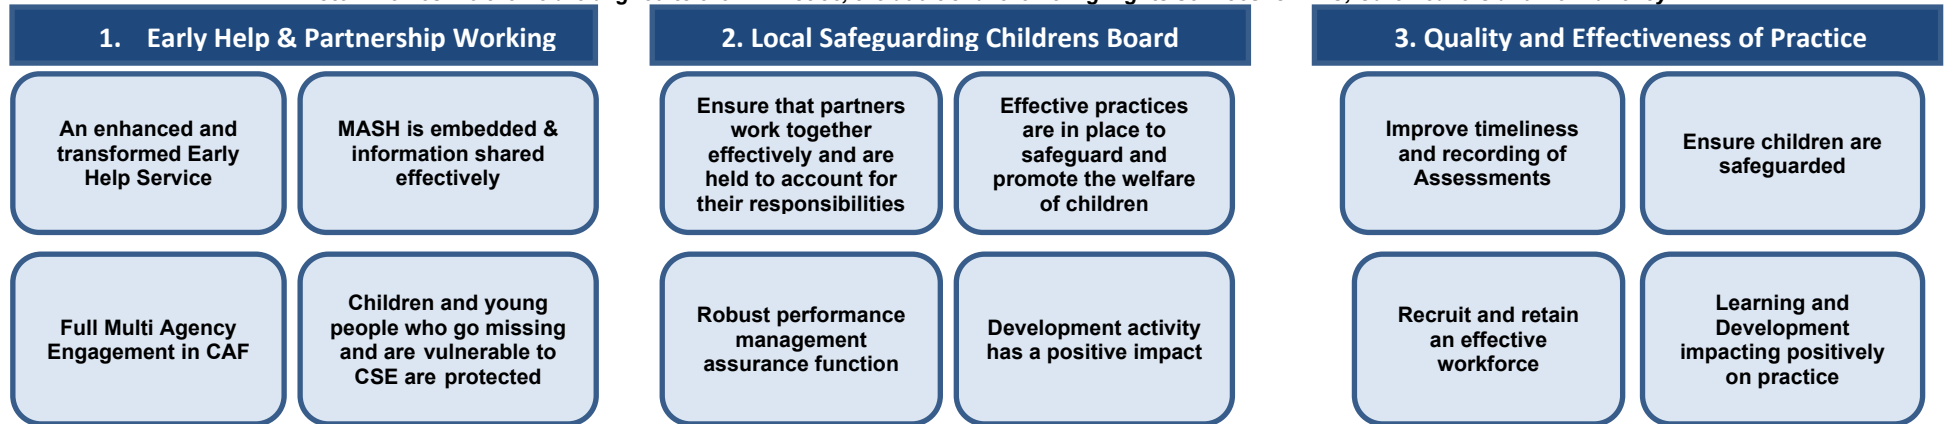 1. Early Help & Partnership Working
An enhanced and
transformed Early
Help Service
MASH is embedded &
information shared
effectively
Full Multi Agency
Engagement in CAF
Children and young
people who go missing
and are vulnerable to
CSE are protected
2. Local Safeguarding Childrens Board
Ensure that partners
work together
effectively and are
held to account for
their responsibilities
Effective practices
are in place to
safeguard and
promote the welfare
of children
Robust performance
management
assurance function
Development activity
has a positive impact
3. Quality and Effectiveness of Practice
Improve timeliness
and recording of
Assessments
Ensure children are
safeguarded
Recruit and retain
an effective
workforce
Learning and
Development
impacting positively
on practice